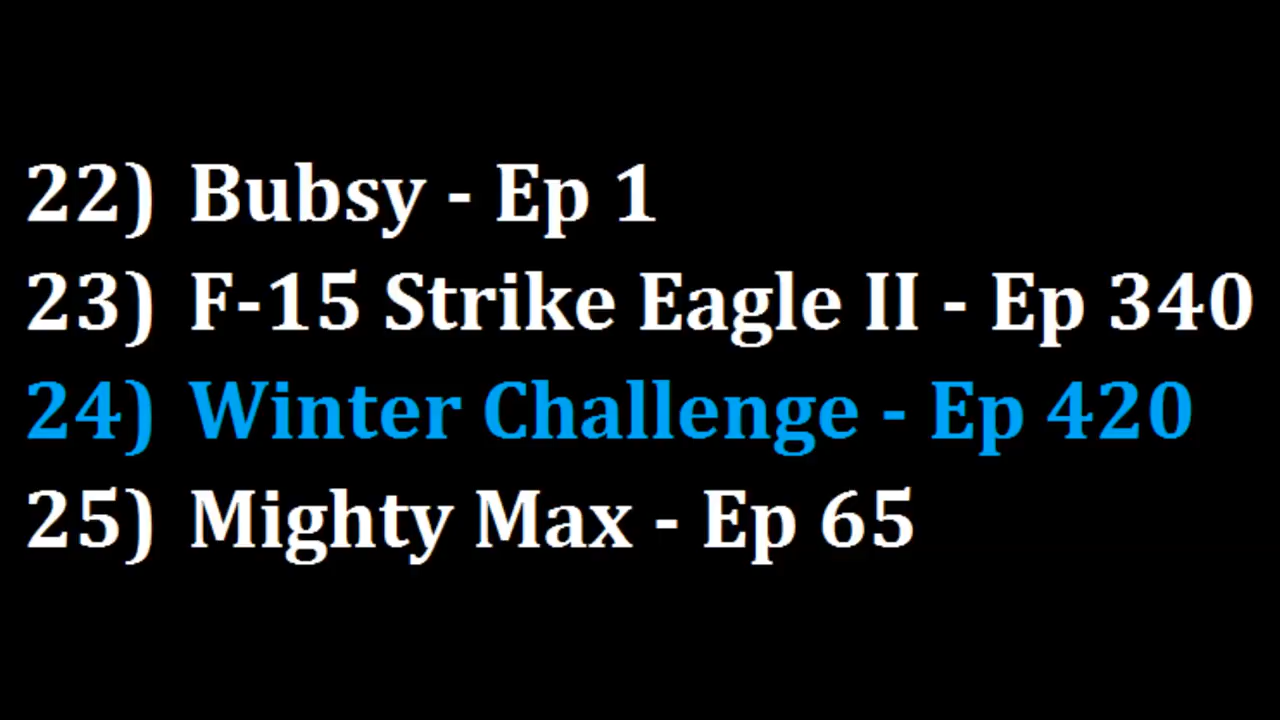 22) Bubsy - Ep 1
23) F-15 Strike Eagle II - Ep 340
24) Winter Challenge - Ep 420
25) Mighty Max - Ep 65